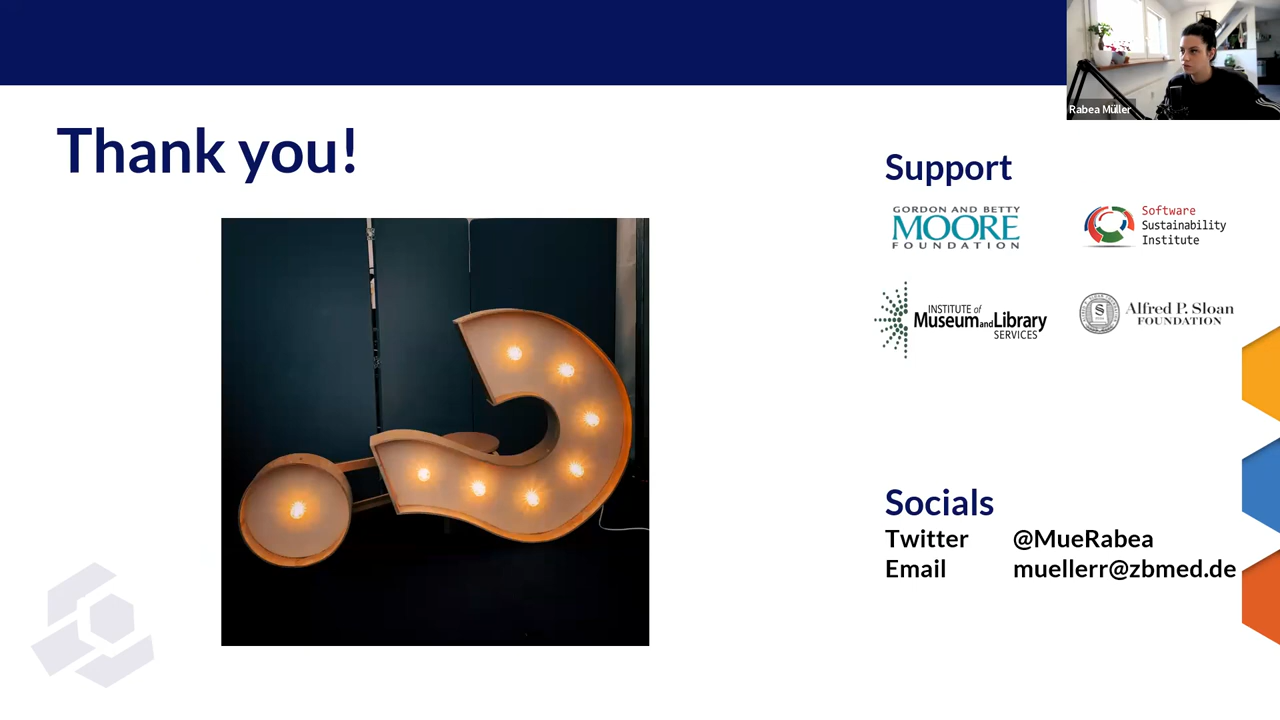 Rabea Müller
Thank you!
Support
GORDON AND BETTY
MOORE
FOUNDATION
Software
Sustainability
Institute
INSTITUTE of
Museum and Library
SERVICES
Alfred P. Sloan
FOUNDATION
Socials
Twitter @MueRabea
Email muellerr@zbmed.de